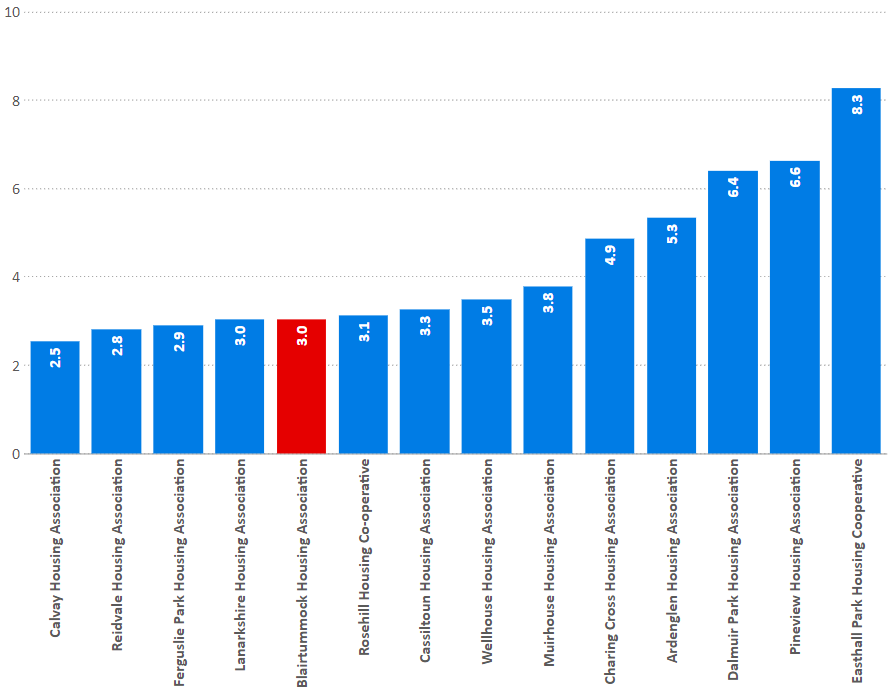 10
8
6
4
2
0
2.5
2.8
2.9
3.0
3.0
3.1
3.3
3.5
3.8
4.9
5.3
6.4
6.6
8.3
Calvay Housing Association
Reidvale Housing Association
Ferguslie Park Housing Association
Lanarkshire Housing Association
Blairtummock Housing Association
Rosehill Housing Co-operative
Cassiltoun Housing Association
Wellhouse Housing Association
Muirhouse Housing Association
Charing Cross Housing Association
Ardenglen Housing Association
Dalmuir Park Housing Association
Pineview Housing Association
Easthall Park Housing Cooperative